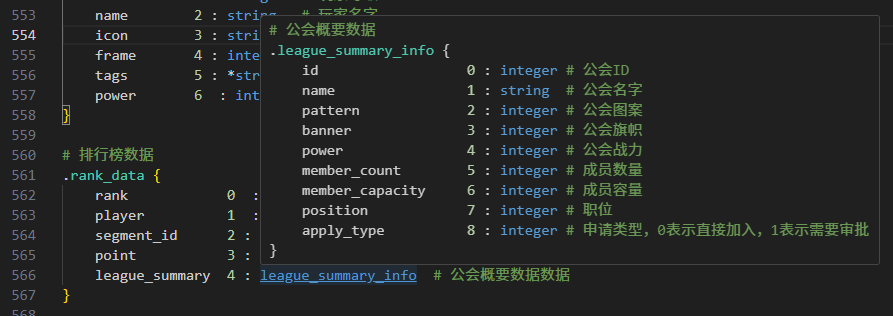 553 name 2 : string # 玩家名字
554 icon 3 : stri
555 frame 4 : inte
556 tags 5 : *str
557 power 6 : int
558 }
559
560 # 排行榜数据
561 .rank_data {
562 rank 0 :
563 player 1 :
564 segment_id 2 :
565 point 3 :
566 league_summary 4 : league_summary_info # 公会概要数据数据
567 }
568
# 公会概要数据
.league_summary_info {
id 0 : integer # 公会ID
name 1 : string # 公会名字
pattern 2 : integer # 公会图案
banner 3 : integer # 公会旗帜
power 4 : integer # 公会战力
member_count 5 : integer # 成员数量
member_capacity 6 : integer # 成员容量
position 7 : integer # 职位
apply_type 8 : integer # 申请类型，0表示直接加入，1表示需要审批
}